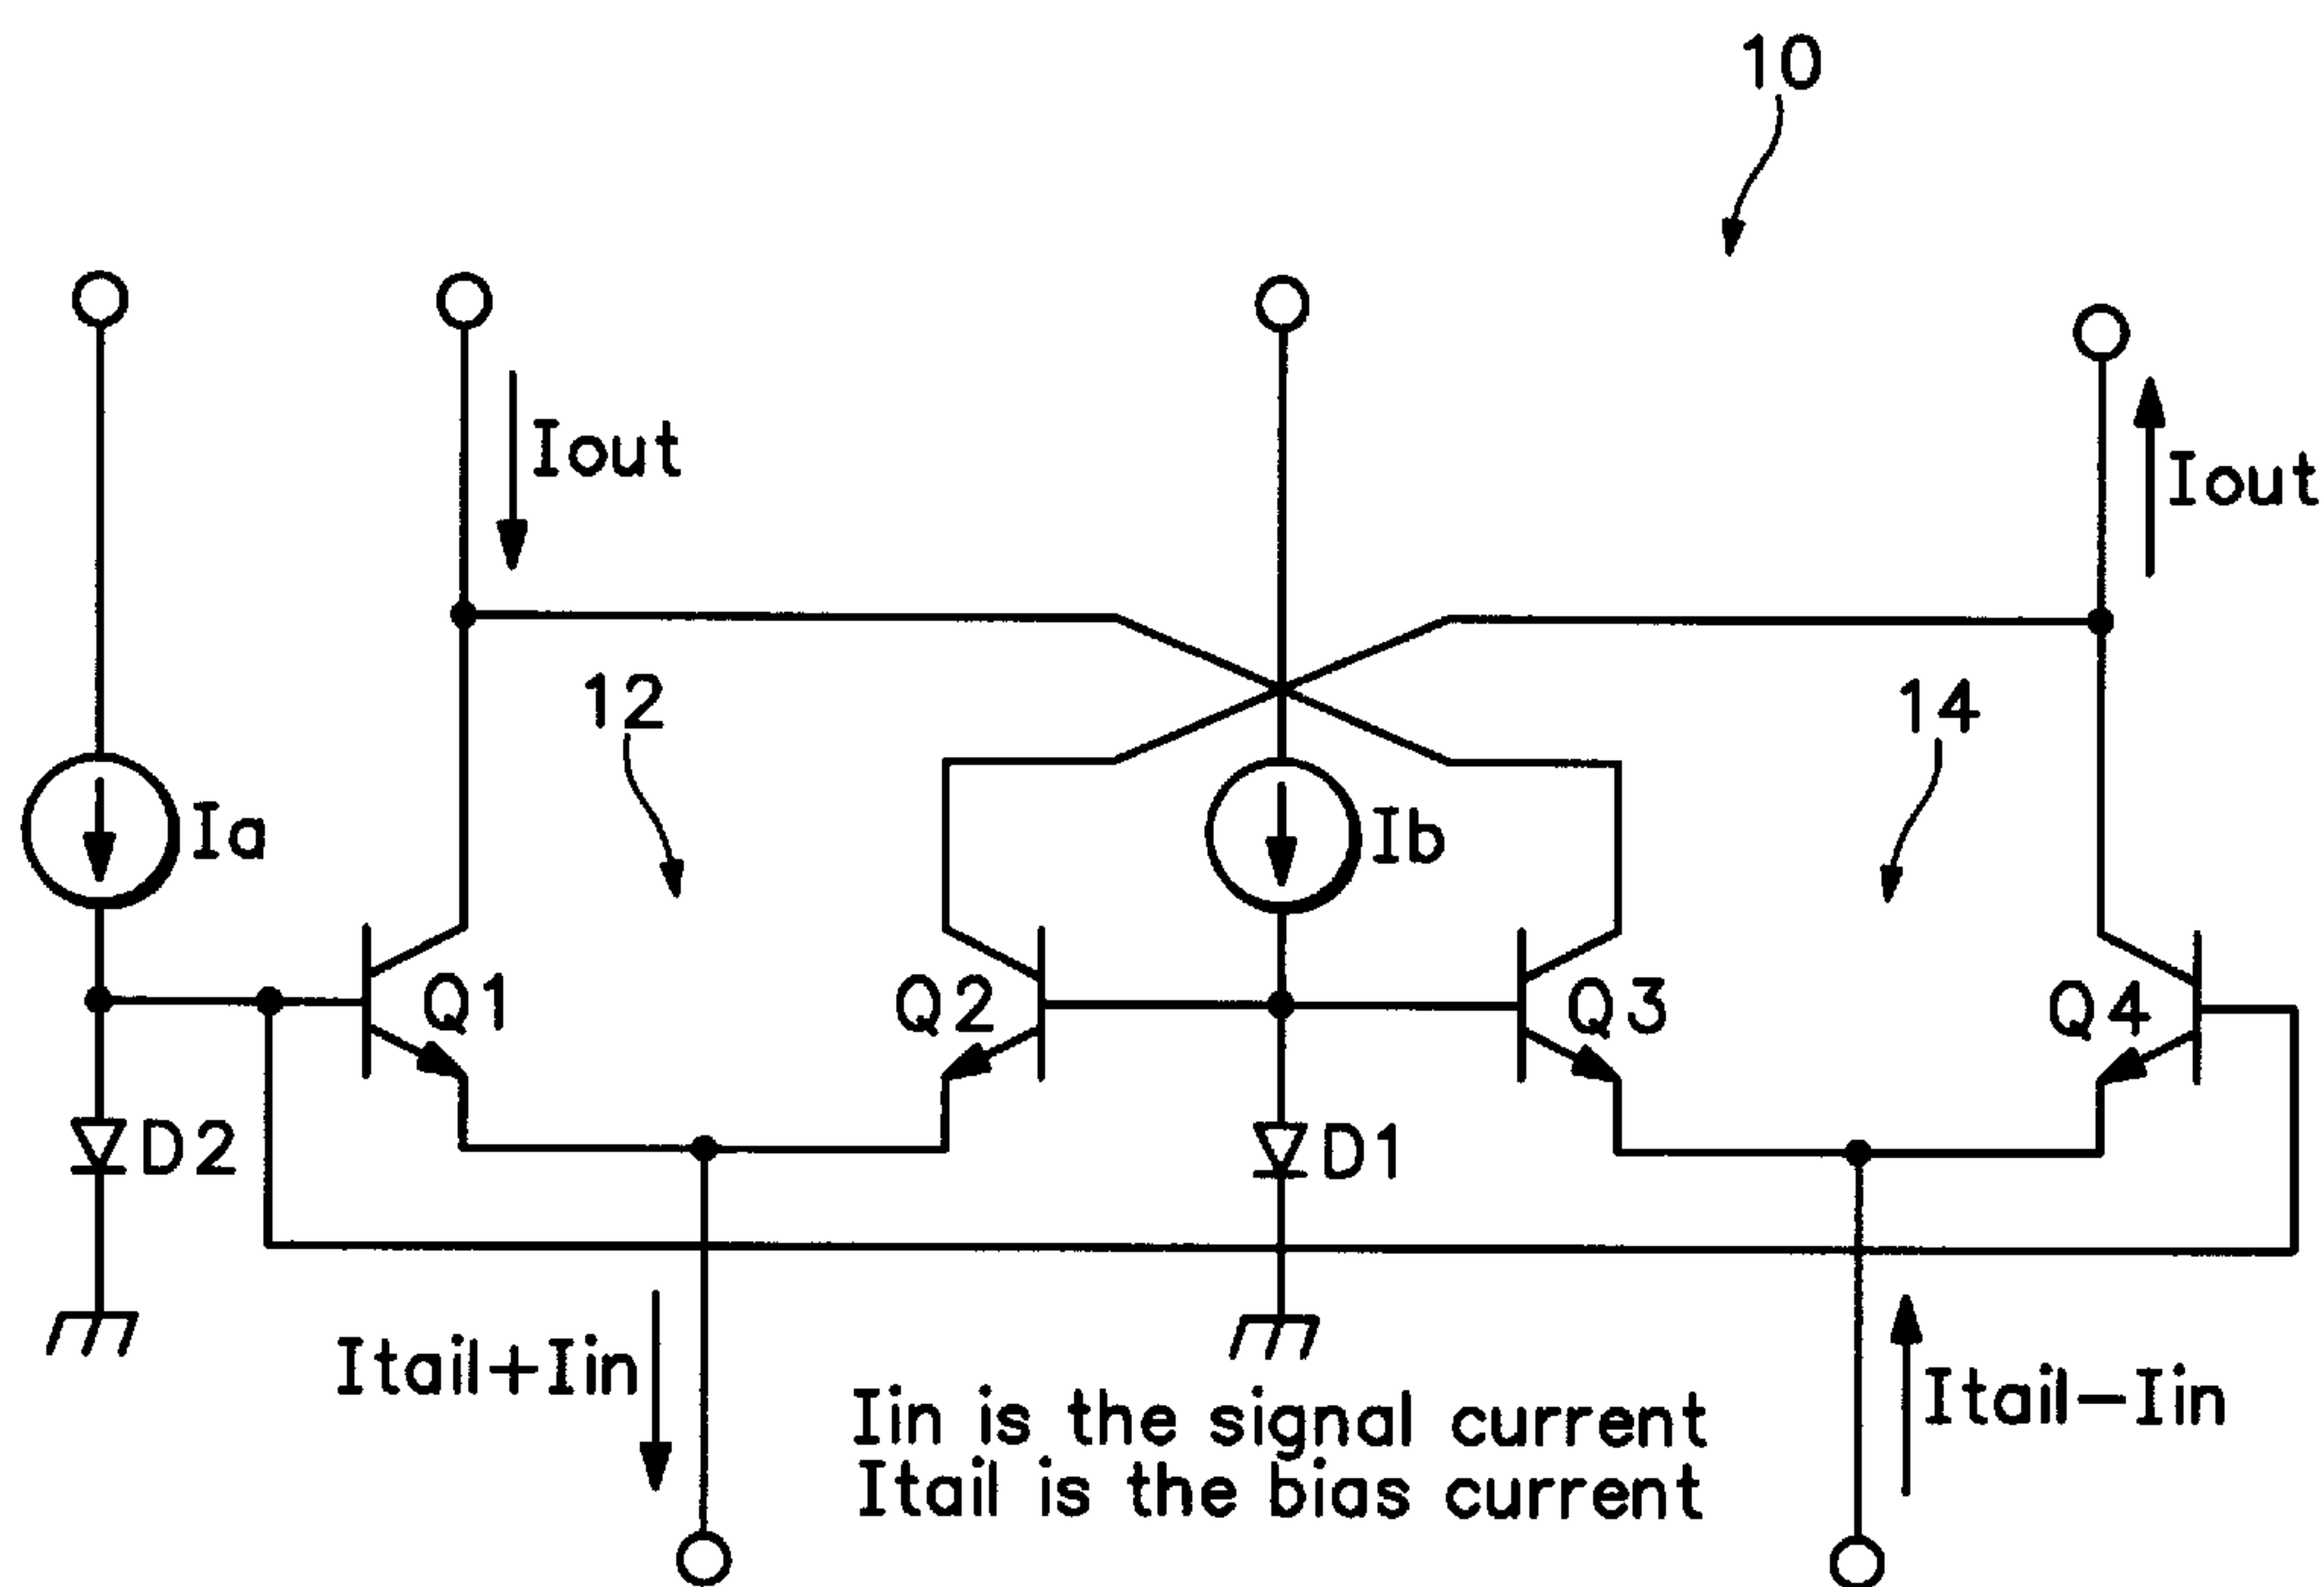 10
Iout
Iout
12
14
Ia
Ib
Q1
Q2
Q3
Q4
D2
D1
Itail+Iin
Itail−Iin
Iin is the signal current
Itail is the bias current